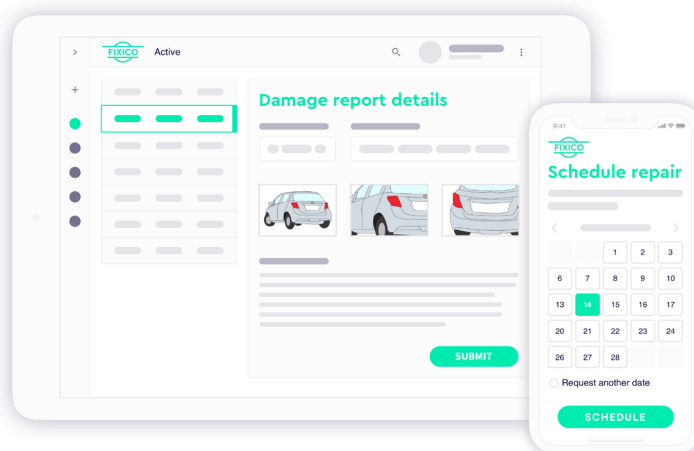 FIXICO Active
Damage report details
SUBMIT
9:41
FIXICO
Schedule repair
1 2 3
6 7 8 9 10
13 14 15 16 17
20 21 22 23 24
26 27 28
Request another date
SCHEDULE